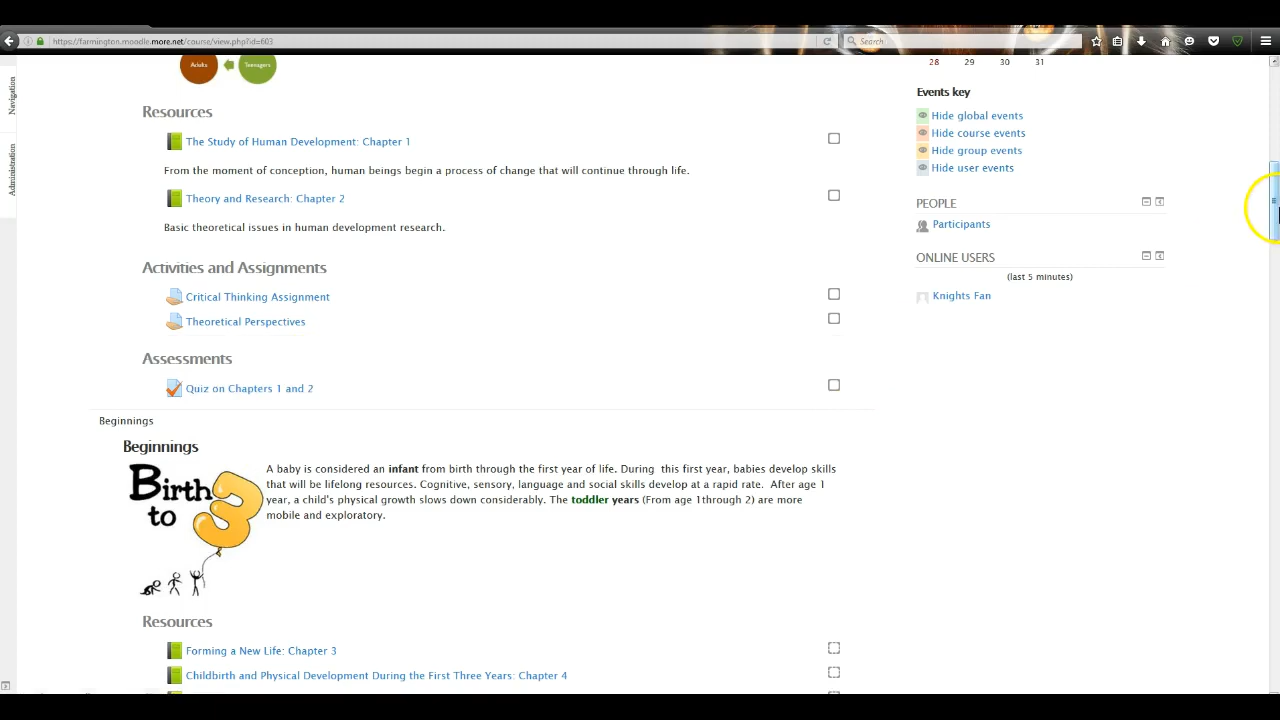 https://farmington.moodle.more.net/course/view.php?id=603
Search
Navigation
Administration
Adults
Teenagers
Resources
The Study of Human Development: Chapter 1
From the moment of conception, human beings begin a process of change that will continue through life.
Theory and Research: Chapter 2
Basic theoretical issues in human development research.
Activities and Assignments
Critical Thinking Assignment
Theoretical Perspectives
Assessments
Quiz on Chapters 1 and 2
Beginnings
Beginnings
Birth
to 3
A baby is considered an infant from birth through the first year of life. During this first year, babies develop skills
that will be lifelong resources. Cognitive, sensory, language and social skills develop at a rapid rate. After age 1
year, a child's physical growth slows down considerably. The toddler years (From age 1through 2) are more
mobile and exploratory.
Resources
Forming a New Life: Chapter 3
Childbirth and Physical Development During the First Three Years: Chapter 4
28 29 30 31
Events key
Hide global events
Hide course events
Hide group events
Hide user events
PEOPLE
Participants
ONLINE USERS
(last 5 minutes)
Knights Fan